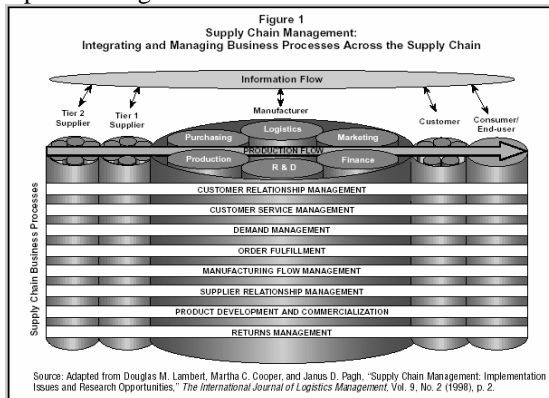 Figure 1
Supply Chain Management:
Integrating and Managing Business Processes Across the Supply Chain
Information Flow
Tier 2
Supplier
Tier 1
Supplier
Manufacturer
Customer
Consumer/
End-user
Purchasing
Logistics
Marketing
PRODUCTION FLOW
Production
R & D
Finance
Supply Chain Business Processes
CUSTOMER RELATIONSHIP MANAGEMENT
CUSTOMER SERVICE MANAGEMENT
DEMAND MANAGEMENT
ORDER FULFILLMENT
MANUFACTURING FLOW MANAGEMENT
SUPPLIER RELATIONSHIP MANAGEMENT
PRODUCT DEVELOPMENT AND COMMERCIALIZATION
RETURNS MANAGEMENT
Source: Adapted from Douglas M. Lambert, Martha C. Cooper, and Janus D. Pagh, “Supply Chain Management: Implementation
Issues and Research Opportunities,” The International Journal of Logistics Management, Vol. 9, No. 2 (1998), p. 2.